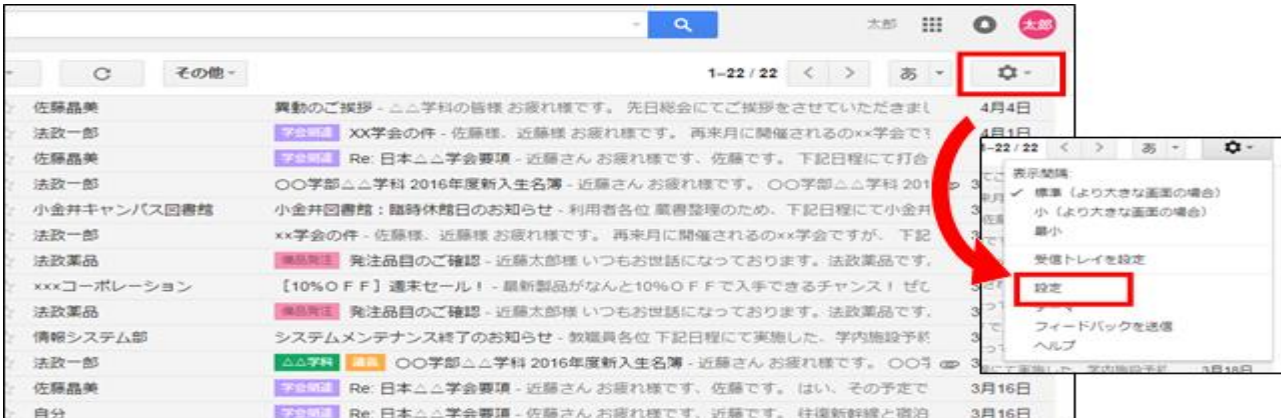 太郎 太郎
その他 1–22 / 22 あ
佐藤晶美 異動のご挨拶 - △△学科の皆様 お疲れ様です。 先日総会にてご挨拶をさせていただきまし 4月4日
法政一郎 学会関連 XX学会の件 - 佐藤様、近藤様 お疲れ様です。 再来月に開催されるの××学会です 4月1日
佐藤晶美 学会関連 Re: 日本△△学会要項 - 近藤さん お疲れ様です、佐藤です。 下記日程にて打合
法政一郎 〇〇学部△△学科 2016年度新入生名簿 - 近藤さん お疲れ様です。 〇〇学部△△学科 201
小金井キャンパス図書館 小金井図書館：臨時休館日のお知らせ - 利用者各位 蔵書整理のため、下記日程にて小金井
法政一郎 ××学会の件 - 佐藤様、近藤様 お疲れ様です。 再来月に開催されるの××学会ですが、 下記
法政薬品 備品発注 発注品目のご確認 - 近藤太郎様 いつもお世話になっております。法政薬品です。
×××コーポレーション 【10%ＯＦＦ】週末セール！ - 最新製品がなんと10%ＯＦＦで入手できるチャンス！ ぜひ
法政薬品 備品発注 発注品目のご確認 - 近藤太郎様 いつもお世話になっております。法政薬品です。
情報システム部 システムメンテナンス終了のお知らせ - 教職員各位 下記日程にて実施した、学内施設予約
法政一郎 △△学科 〇〇学部△△学科 2016年度新入生名簿 - 近藤さん お疲れ様です。 〇〇学
佐藤晶美 学会関連 Re: 日本△△学会要項 - 近藤さん お疲れ様です、佐藤です。 はい、その予定で 3月16日
自分 学会関連 Re: 日本△△学会要項 - 佐藤さん お疲れ様です、近藤です。 往復新幹線と宿泊 3月16日
1–22 / 22 あ
表示間隔:
標準（より大きな画面の場合）
小（より大きな画面の場合）
最小
受信トレイを設定
設定
テーマ
フィードバックを送信
ヘルプ
にて実施した、学内施設予約 3月18日